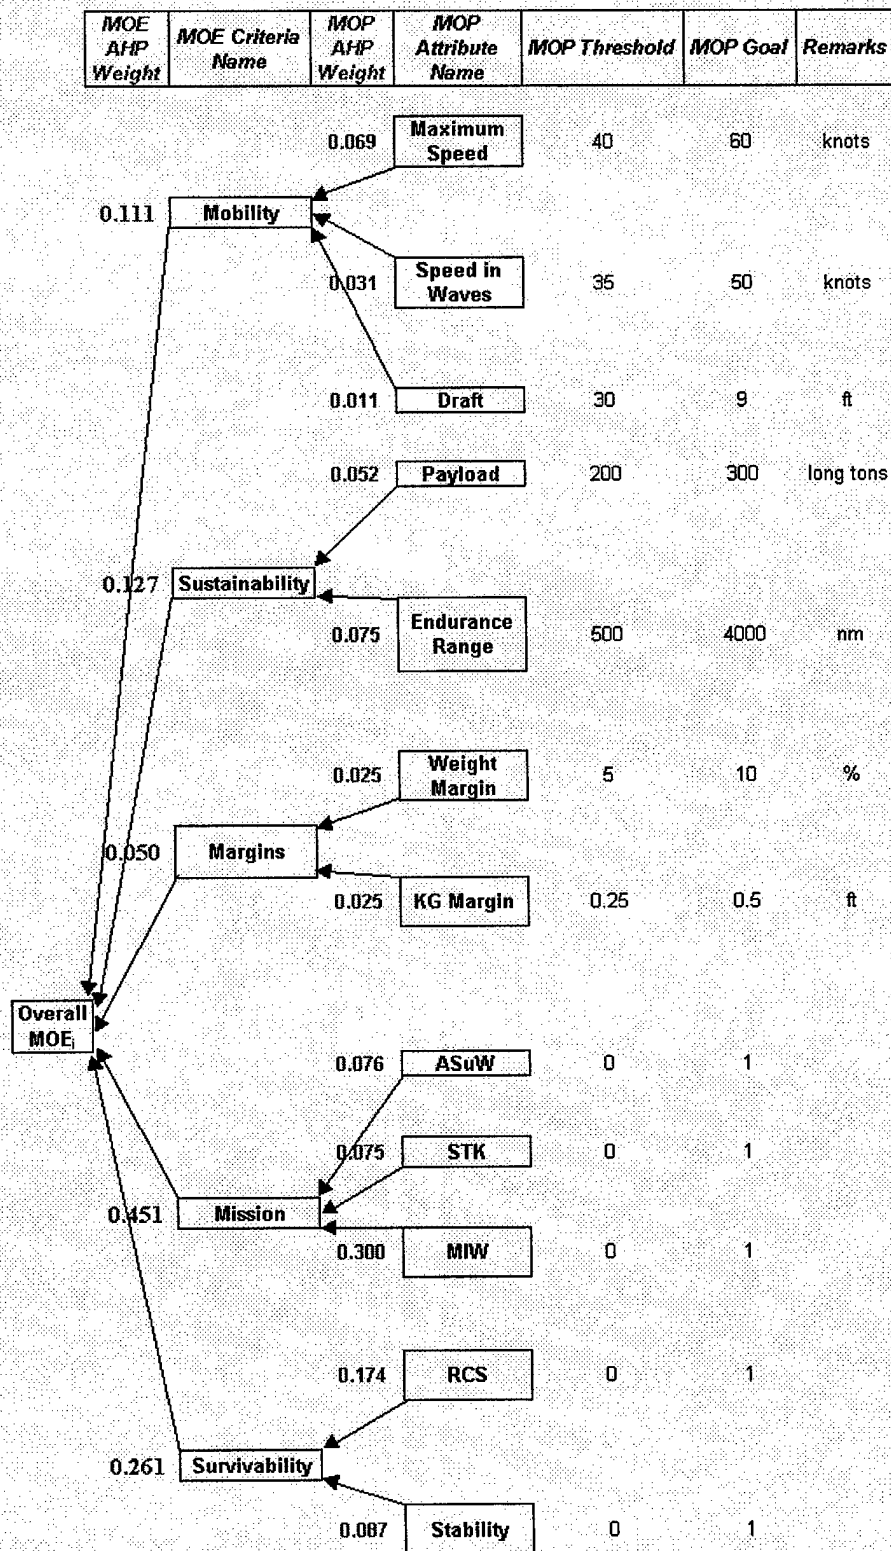 MOE AHP Weight
MOE Criteria Name
MOP AHP Weight
MOP Attribute Name
MOP Threshold
MOP Goal
Remarks
0.069 Maximum Speed 40 60 knots
0.111 Mobility
0.031 Speed in Waves 35 50 knots
0.011 Draft 30 9 ft
0.052 Payload 200 300 long tons
0.127 Sustainability
0.075 Endurance Range 500 4000 nm
0.025 Weight Margin 5 10 %
0.050 Margins
0.025 KG Margin 0.25 0.5 ft
Overall MOEi
0.076 ASuW 0 1
0.075 STK 0 1
0.451 Mission
0.300 MIW 0 1
0.174 RCS 0 1
0.261 Survivability
0.087 Stability 0 1